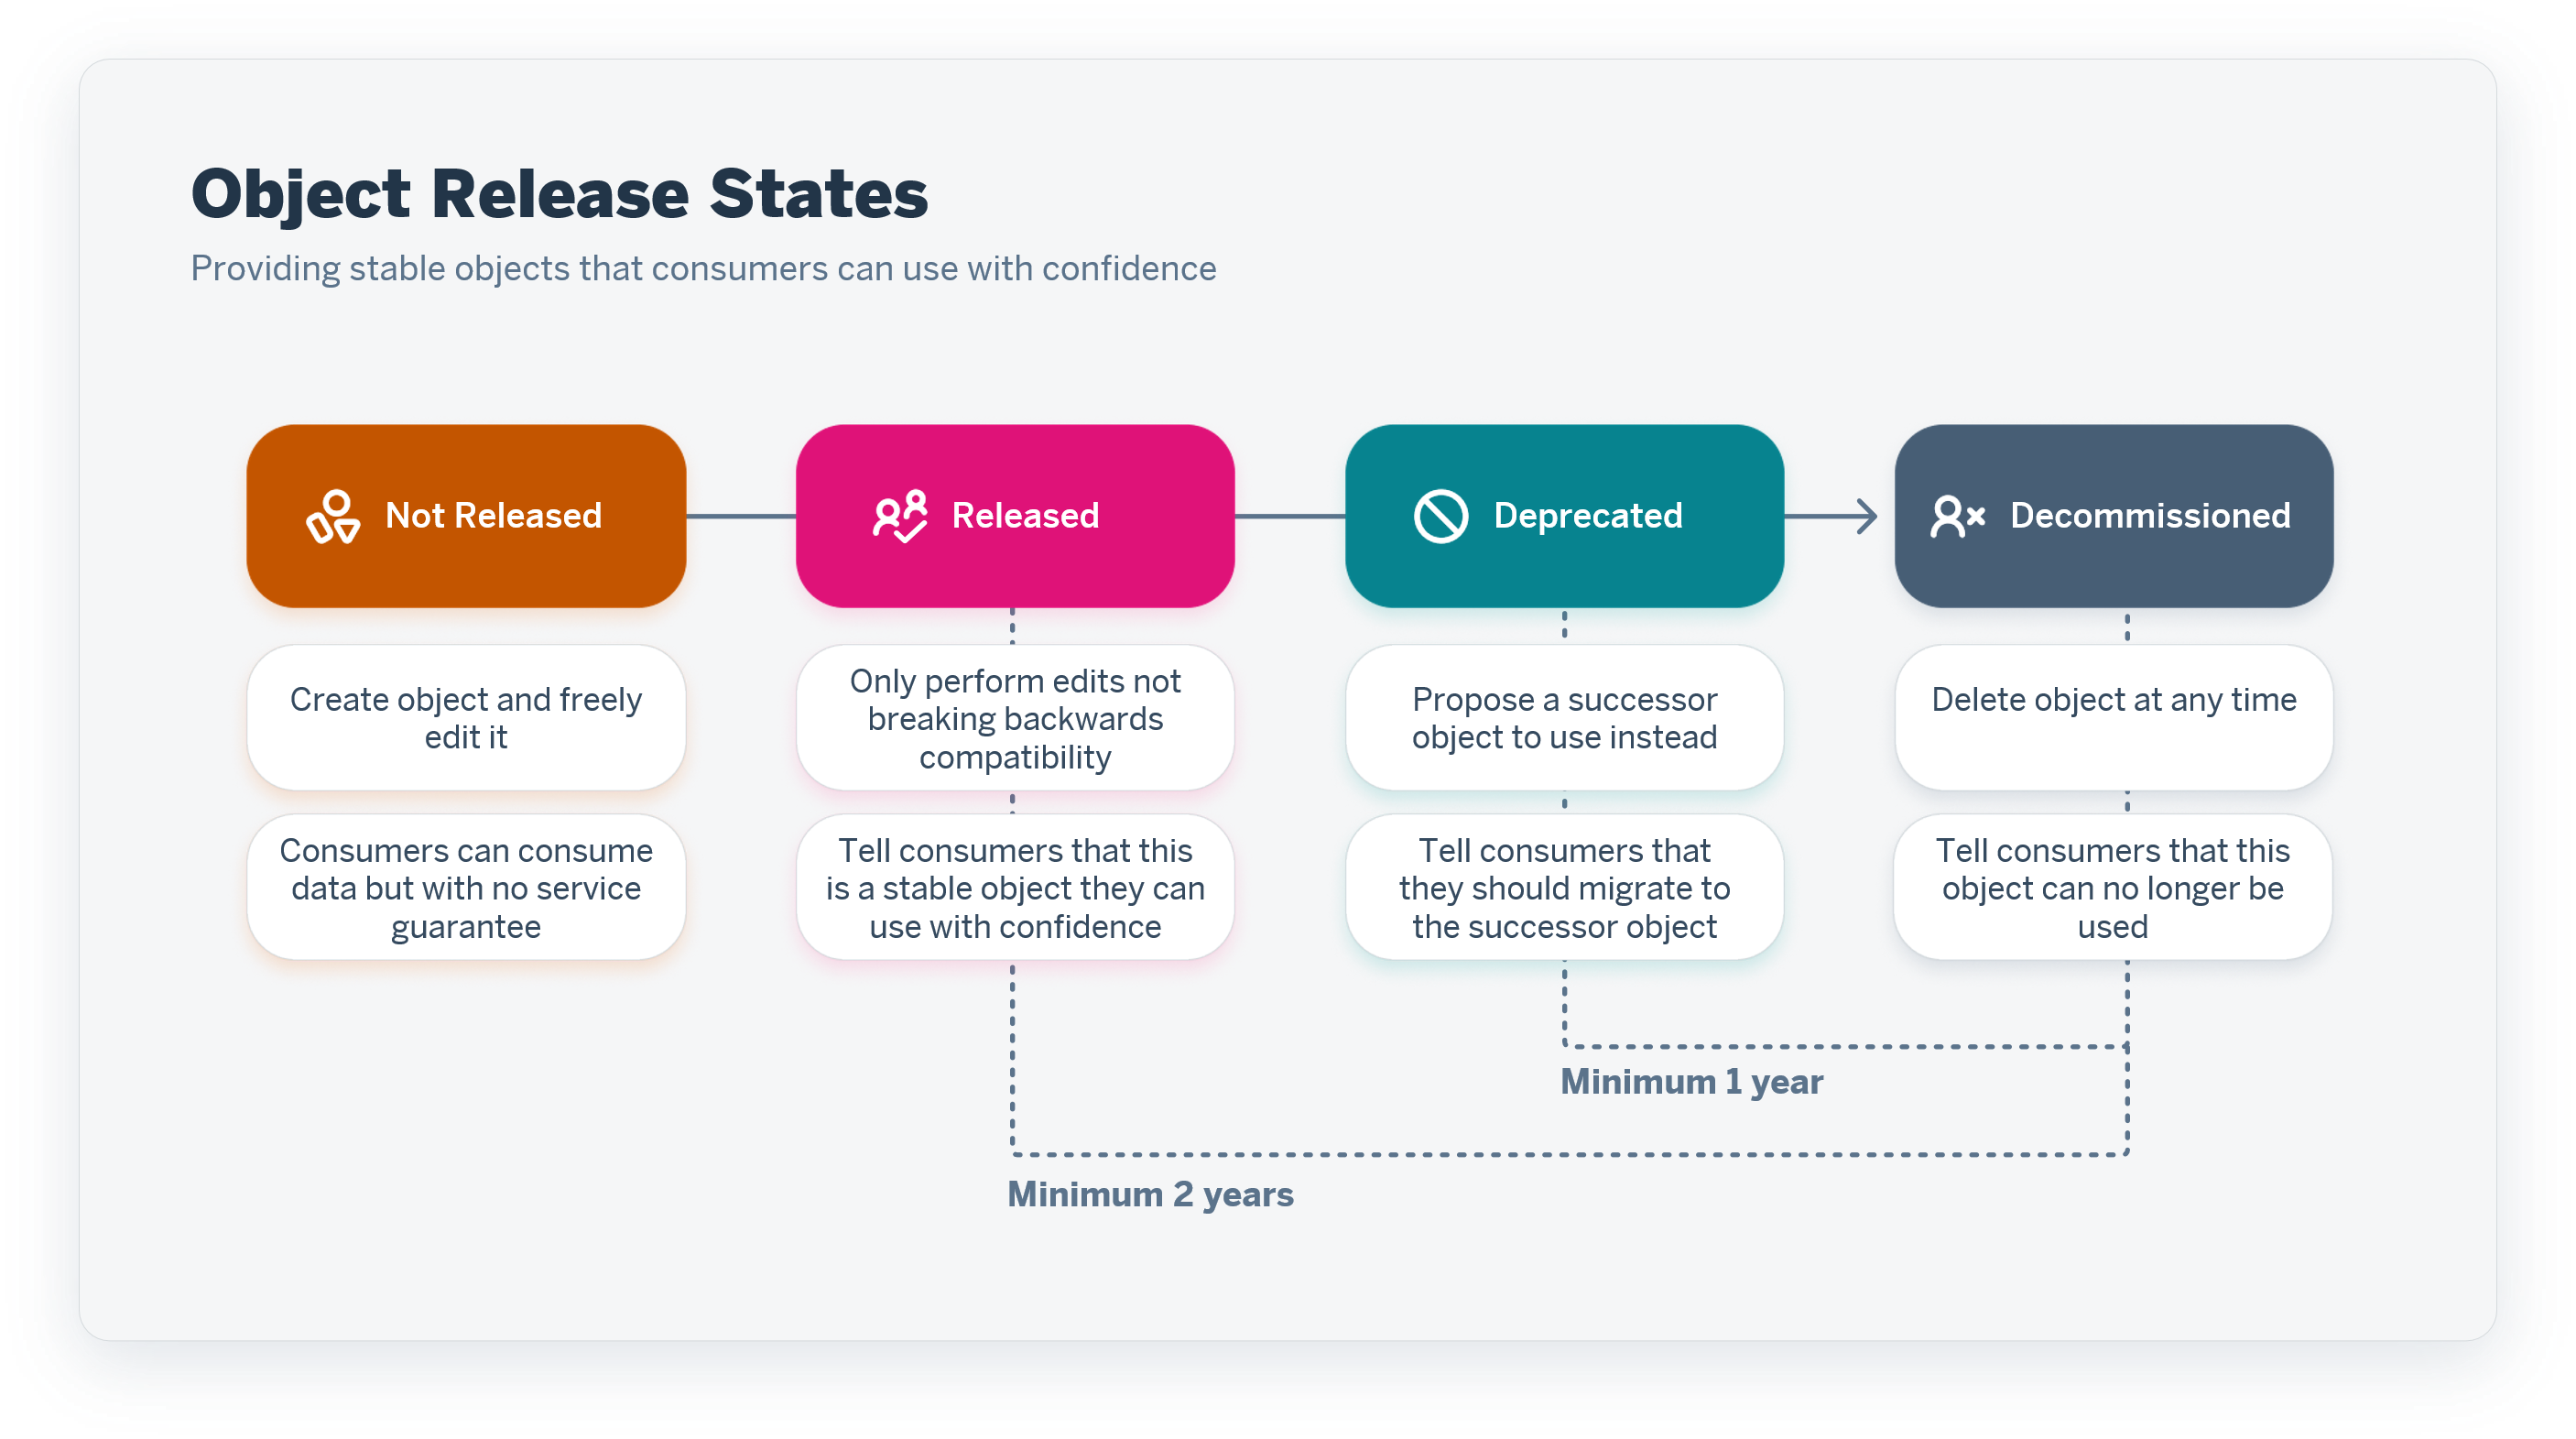 Object Release States
Providing stable objects that consumers can use with confidence
Not Released
Released
Deprecated
Decommissioned
Create object and freely
edit it
Only perform edits not
breaking backwards
compatibility
Propose a successor
object to use instead
Delete object at any time
Consumers can consume
data but with no service
guarantee
Tell consumers that this
is a stable object they can
use with confidence
Tell consumers that
they should migrate to
the successor object
Tell consumers that this
object can no longer be
used
Minimum 1 year
Minimum 2 years